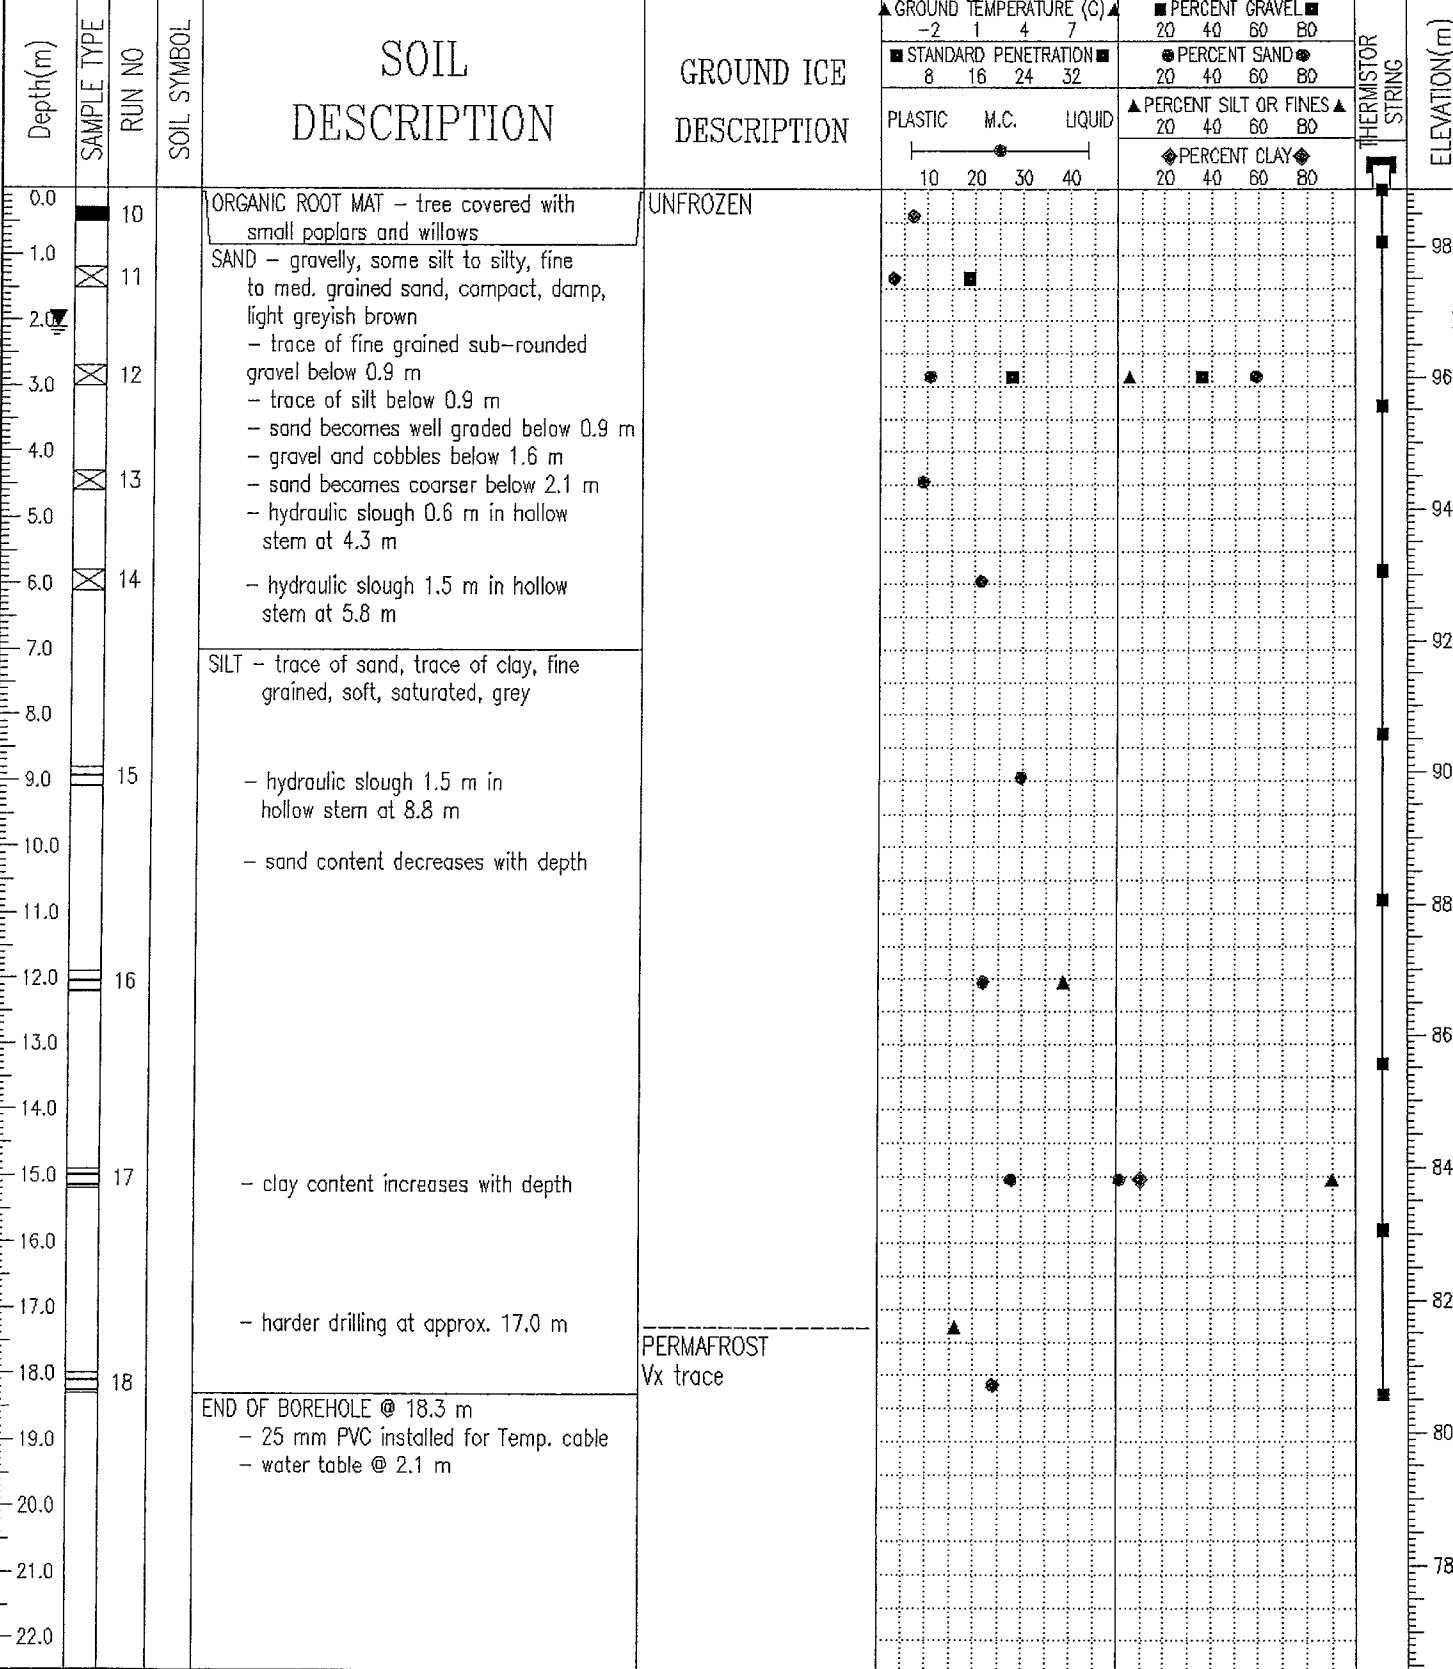 Depth(m)
SAMPLE TYPE
RUN NO
SOIL SYMBOL
SOIL
DESCRIPTION
GROUND ICE
DESCRIPTION
GROUND TEMPERATURE (C)
-2 1 4 7
STANDARD PENETRATION
8 16 24 32
PLASTIC M.C. LIQUID
10 20 30 40
PERCENT GRAVEL
20 40 60 80
PERCENT SAND
20 40 60 80
PERCENT SILT OR FINES
20 40 60 80
PERCENT CLAY
20 40 60 80
THERMISTOR
STRING
ELEVATION(m)
0.0
1.0
2.0
3.0
4.0
5.0
6.0
7.0
8.0
9.0
10.0
11.0
12.0
13.0
14.0
15.0
16.0
17.0
18.0
19.0
20.0
21.0
22.0
10
11
12
13
14
15
16
17
18
ORGANIC ROOT MAT – tree covered with
small poplars and willows
SAND – gravelly, some silt to silty, fine
to med. grained sand, compact, damp,
light greyish brown
– trace of fine grained sub-rounded
gravel below 0.9 m
– trace of silt below 0.9 m
– sand becomes well graded below 0.9 m
– gravel and cobbles below 1.6 m
– sand becomes coarser below 2.1 m
– hydraulic slough 0.6 m in hollow
stem at 4.3 m
– hydraulic slough 1.5 m in hollow
stem at 5.8 m
SILT – trace of sand, trace of clay, fine
grained, soft, saturated, grey
– hydraulic slough 1.5 m in
hollow stem at 8.8 m
– sand content decreases with depth
– clay content increases with depth
– harder drilling at approx. 17.0 m
END OF BOREHOLE @ 18.3 m
– 25 mm PVC installed for Temp. cable
– water table @ 2.1 m
UNFROZEN
PERMAFROST
Vx trace
98
96
94
92
90
88
86
84
82
80
78